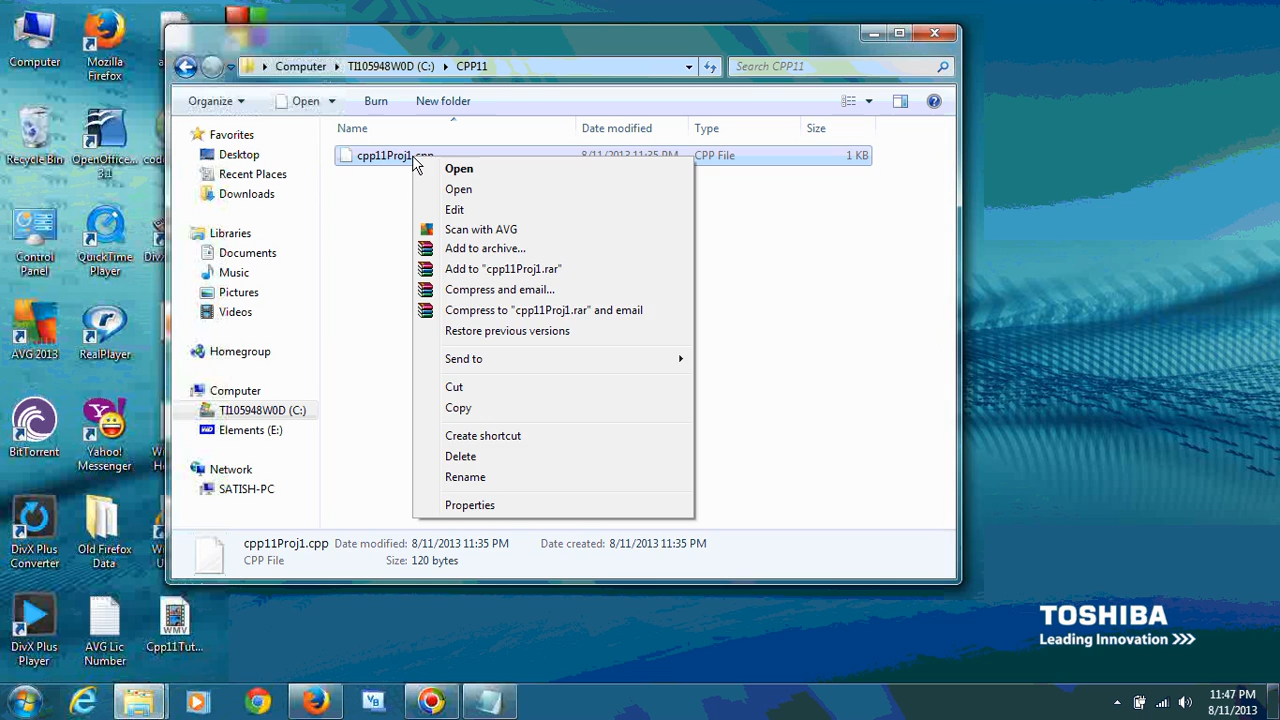 Computer
Mozilla
Firefox
Recycle Bin
OpenOffice...
3.1
Control
Panel
QuickTime
Player
AVG 2013
RealPlayer
BitTorrent
Yahoo!
Messenger
DivX Plus
Converter
Old Firefox
Data
DivX Plus
Player
AVG Lic
Number
Cpp11Tut...
Computer
TI105948W0D (C:)
CPP11
Search CPP11
Organize
Open
Burn
New folder
Name
Date modified
Type
Size
Favorites
Desktop
Recent Places
Downloads
Libraries
Documents
Music
Pictures
Videos
Homegroup
Computer
TI105948W0D (C:)
Elements (E:)
Network
SATISH-PC
cpp11Proj1.cpp
8/11/2013 11:35 PM
CPP File
1 KB
Open
Open
Edit
Scan with AVG
Add to archive...
Add to "cpp11Proj1.rar"
Compress and email...
Compress to "cpp11Proj1.rar" and email
Restore previous versions
Send to
Cut
Copy
Create shortcut
Delete
Rename
Properties
cpp11Proj1.cpp
Date modified: 8/11/2013 11:35 PM
Date created: 8/11/2013 11:35 PM
CPP File
Size: 120 bytes
TOSHIBA
Leading Innovation >>>
11:47 PM
8/11/2013